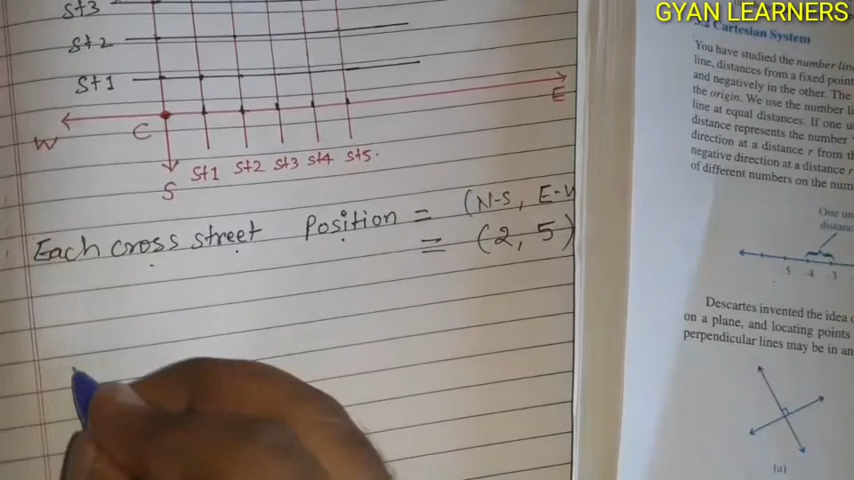 GYAN LEARNERS
St3
St2
St1
W
C
E
S
St1 St2 St3 St4 St5.
Each cross street Position = (N-S, E-W
= (2, 5)
3.2 Cartesian System
You have studied the number line
line, distances from a fixed point
and negatively in the other. The
the origin. We use the number li
line at equal distances. If one u
distance represents the number
direction at a distance r from th
negative direction at a distance r
of different numbers on the num
One un
distanc
5 -4 -3
Descartes invented the idea o
on a plane, and locating points
perpendicular lines may be in an
(a)